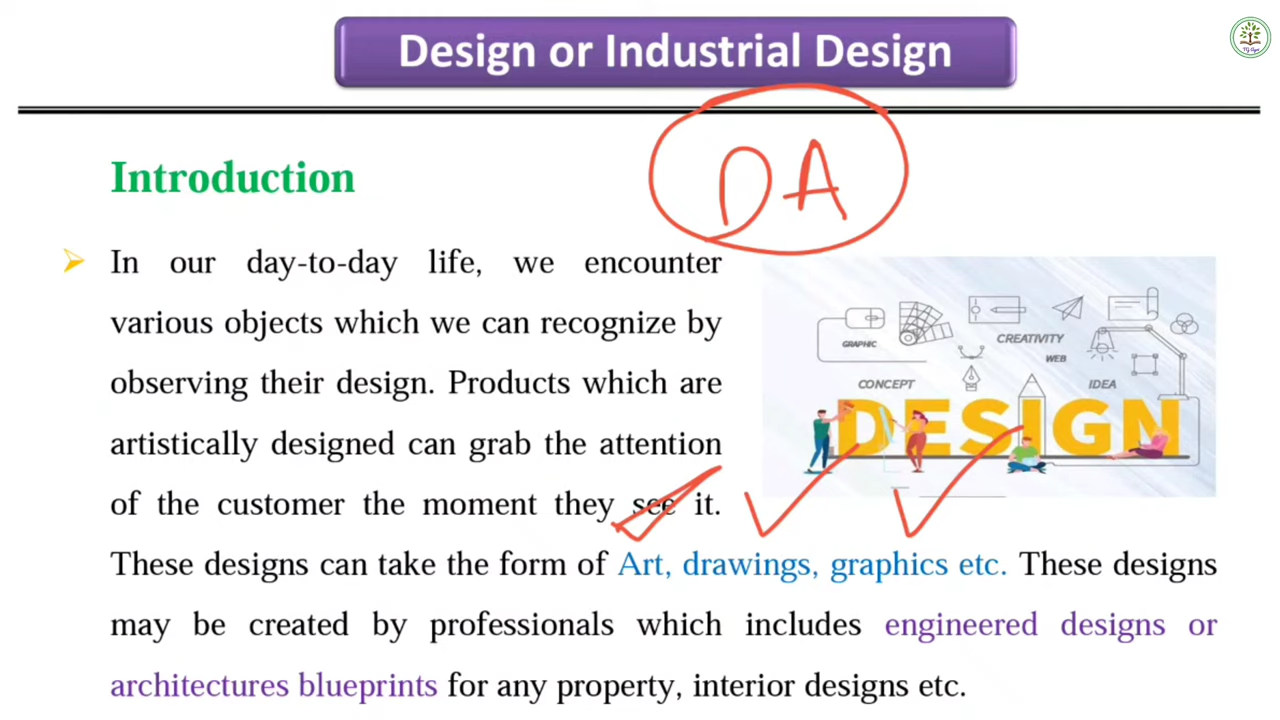 Design or Industrial Design
TG Agri
DA
Introduction
In our day-to-day life, we encounter
various objects which we can recognize by
observing their design. Products which are
artistically designed can grab the attention
of the customer the moment they see it.
These designs can take the form of Art, drawings, graphics etc. These designs
may be created by professionals which includes engineered designs or
architectures blueprints for any property, interior designs etc.
GRAPHIC
CREATIVITY
WEB
CONCEPT
IDEA
DESIGN